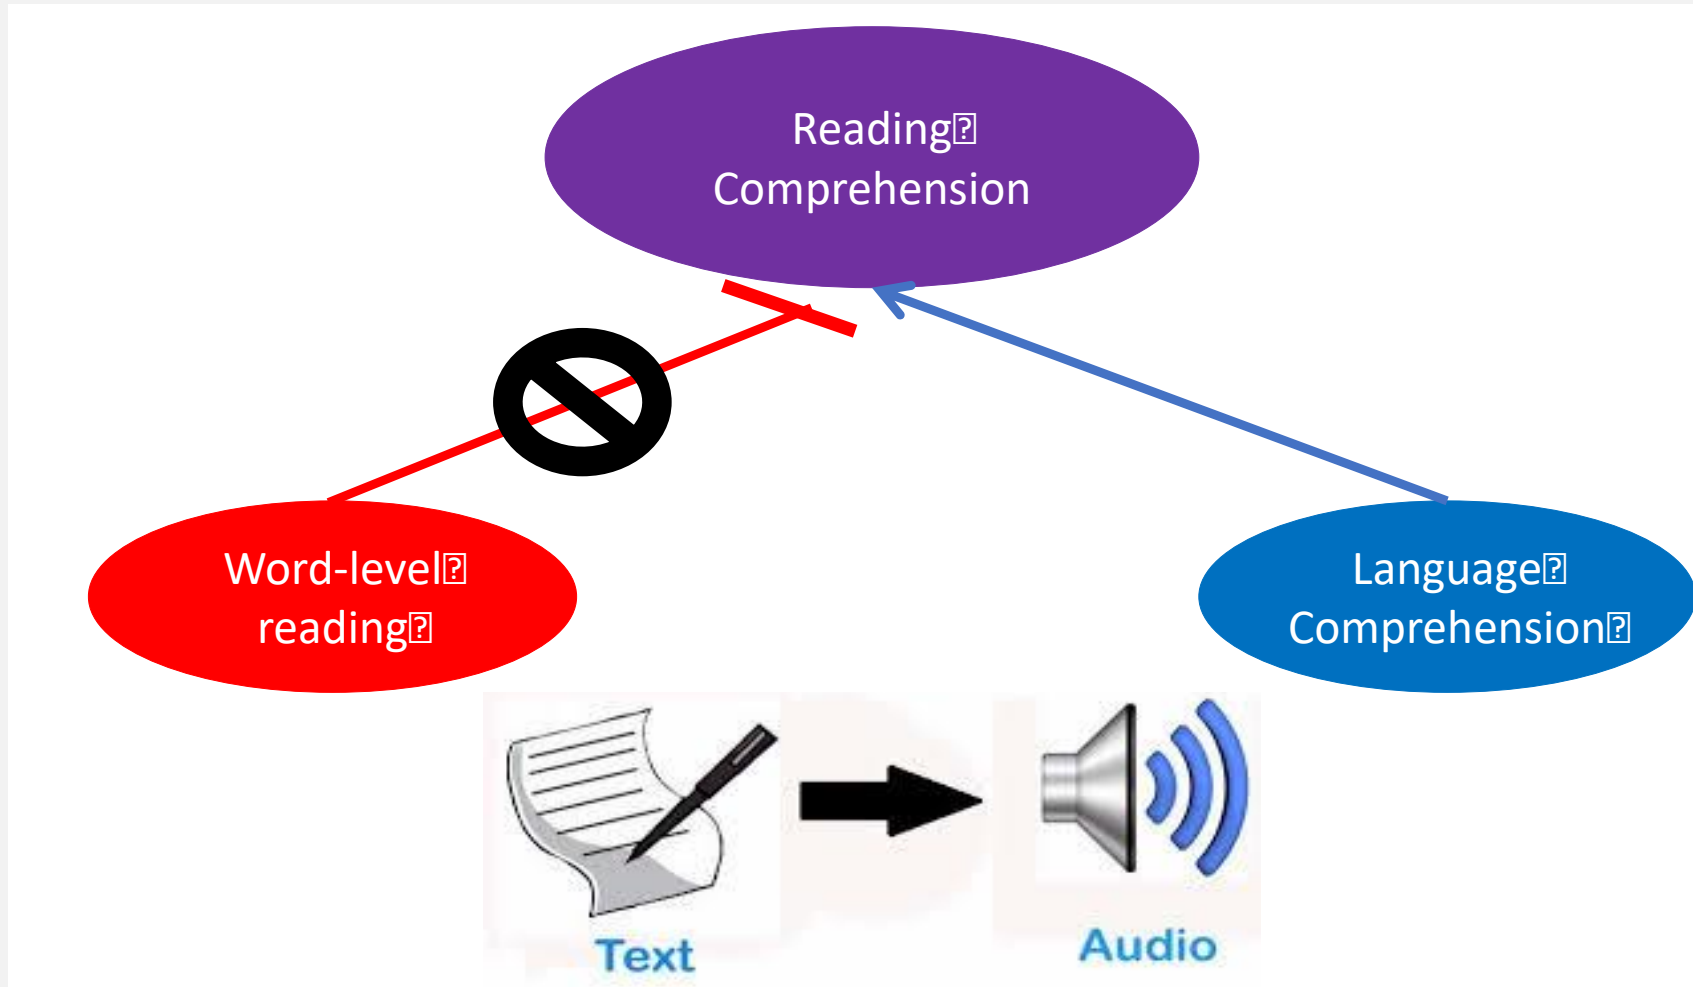 Reading⍰
Comprehension
Word-level⍰
reading⍰
Language⍰
Comprehension⍰
Text
Audio